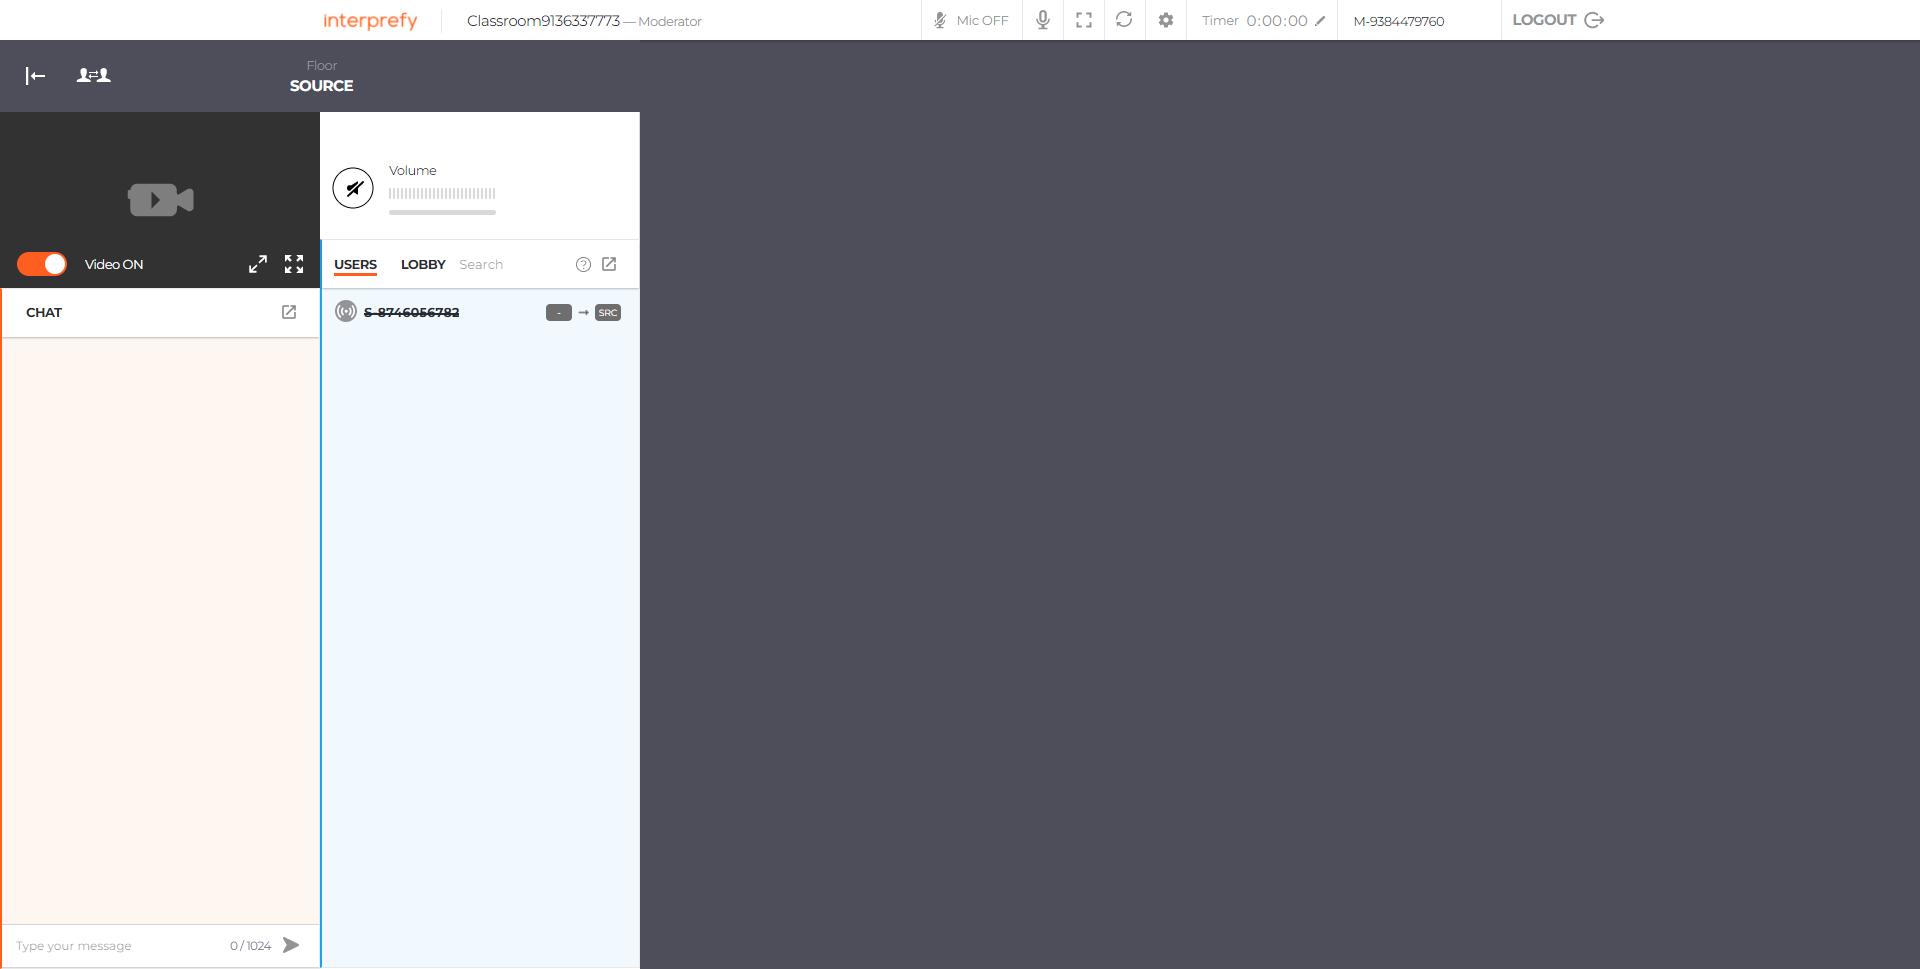 interprefy
Classroom9136337773 — Moderator
Mic OFF
Timer 0:00:00
M-9384479760
LOGOUT
Floor
SOURCE
Volume
Video ON
USERS LOBBY Search
CHAT
S-8746056782 - → SRC
Type your message 0 / 1024